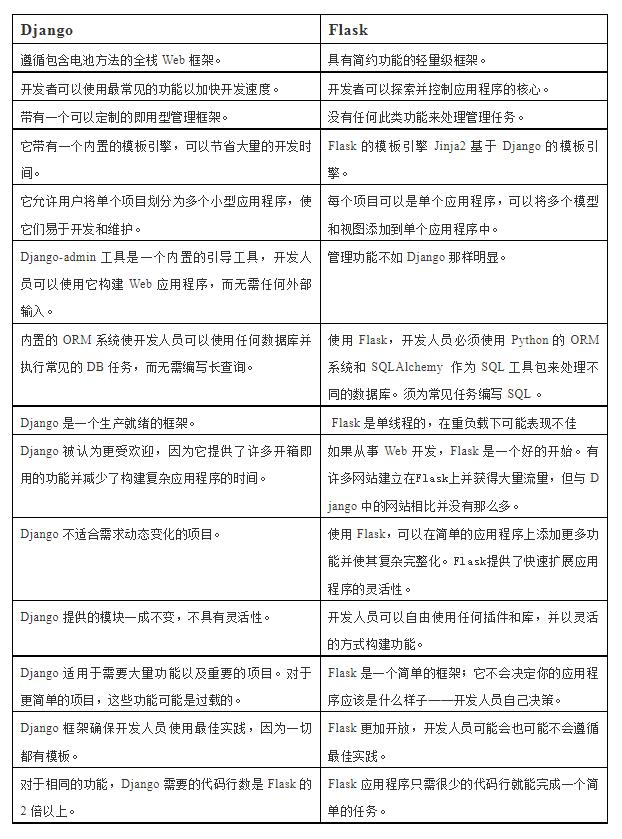 Django
Flask
遵循包含电池方法的全栈 Web 框架。
具有简约功能的轻量级框架。
开发者可以使用最常见的功能以加快开发速度。
开发者可以探索并控制应用程序的核心。
带有一个可以定制的即用型管理框架。
没有任何此类功能来处理管理任务。
它带有一个内置的模板引擎，可以节省大量的开发时
间。
Flask 的模板引擎 Jinja2 基于 Django 的模板引
擎。
它允许用户将单个项目划分为多个小型应用程序，使
它们易于开发和维护。
每个项目可以是单个应用程序，可以将多个模型
和视图添加到单个应用程序中。
Django-admin 工具是一个内置的引导工具，开发人
员可以使用它构建 Web 应用程序，而无需任何外部
输入。
管理功能不如 Django 那样明显。
内置的 ORM 系统使开发人员可以使用任何数据库并
执行常见的 DB 任务，而无需编写长查询。
使用 Flask，开发人员必须使用 Python 的 ORM
系统和 SQLAlchemy 作为 SQL 工具包来处理不
同的数据库。须为常见任务编写 SQL 。
Django 是一个生产就绪的框架。
Flask 是单线程的，在重负载下可能表现不佳
Django 被认为更受欢迎，因为它提供了许多开箱即
用的功能并减少了构建复杂应用程序的时间。
如果从事 Web 开发，Flask 是一个好的开始。有
许多网站建立在Flask上并获得大量流量，但与 D
jango 中的网站相比并没有那么多。
Django 不适合需求动态变化的项目。
使用 Flask，可以在简单的应用程序上添加更多功
能并使其复杂完整化。Flask提供了快速扩展应用
程序的灵活性。
Django 提供的模块一成不变，不具有灵活性。
开发人员可以自由使用任何插件和库，并以灵活
的方式构建功能。
Django 适用于需要大量功能以及重要的项目。对于
更简单的项目，这些功能可能是过载的。
Flask 是一个简单的框架；它不会决定你的应用程
序应该是什么样子——开发人员自己决策。
Django 框架确保开发人员使用最佳实践，因为一切
都有模板。
Flask 更加开放，开发人员可能会也可能不会遵循
最佳实践。
对于相同的功能，Django 需要的代码行数是 Flask 的
2 倍以上。
Flask 应用程序只需很少的代码行就能完成一个简
单的任务。